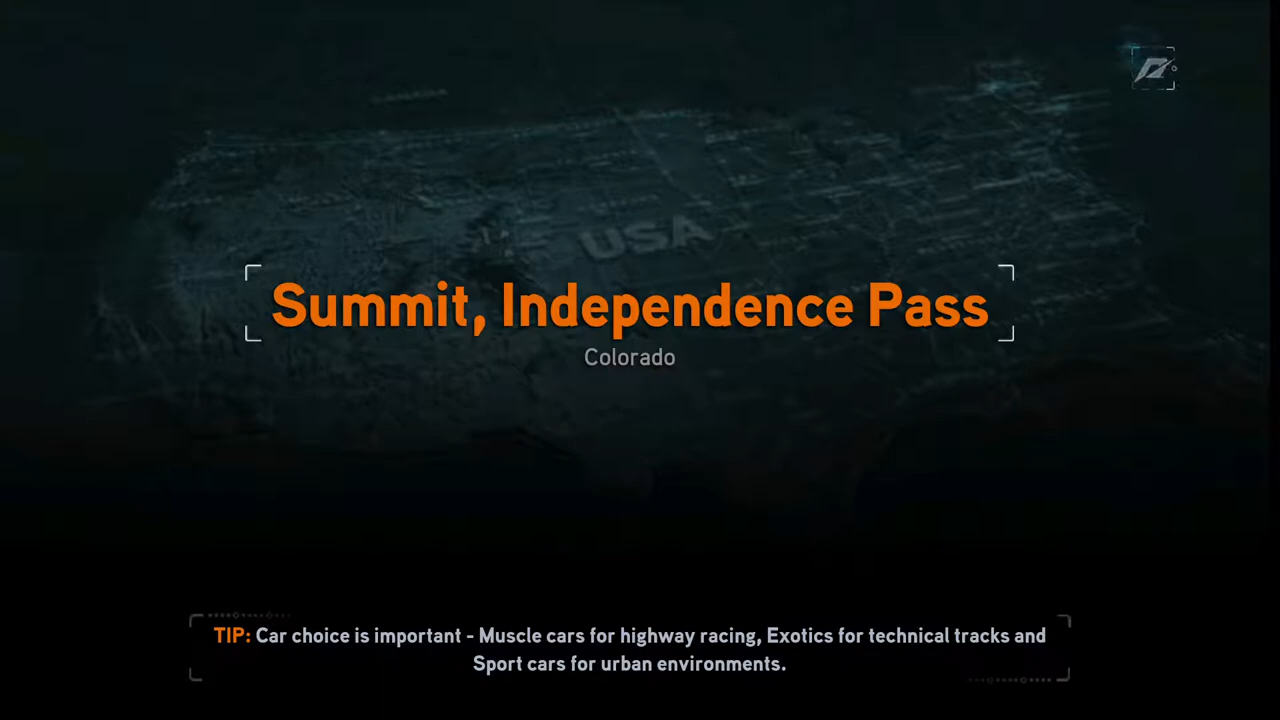 USA
Summit, Independence Pass
Colorado
TIP: Car choice is important - Muscle cars for highway racing, Exotics for technical tracks and
Sport cars for urban environments.